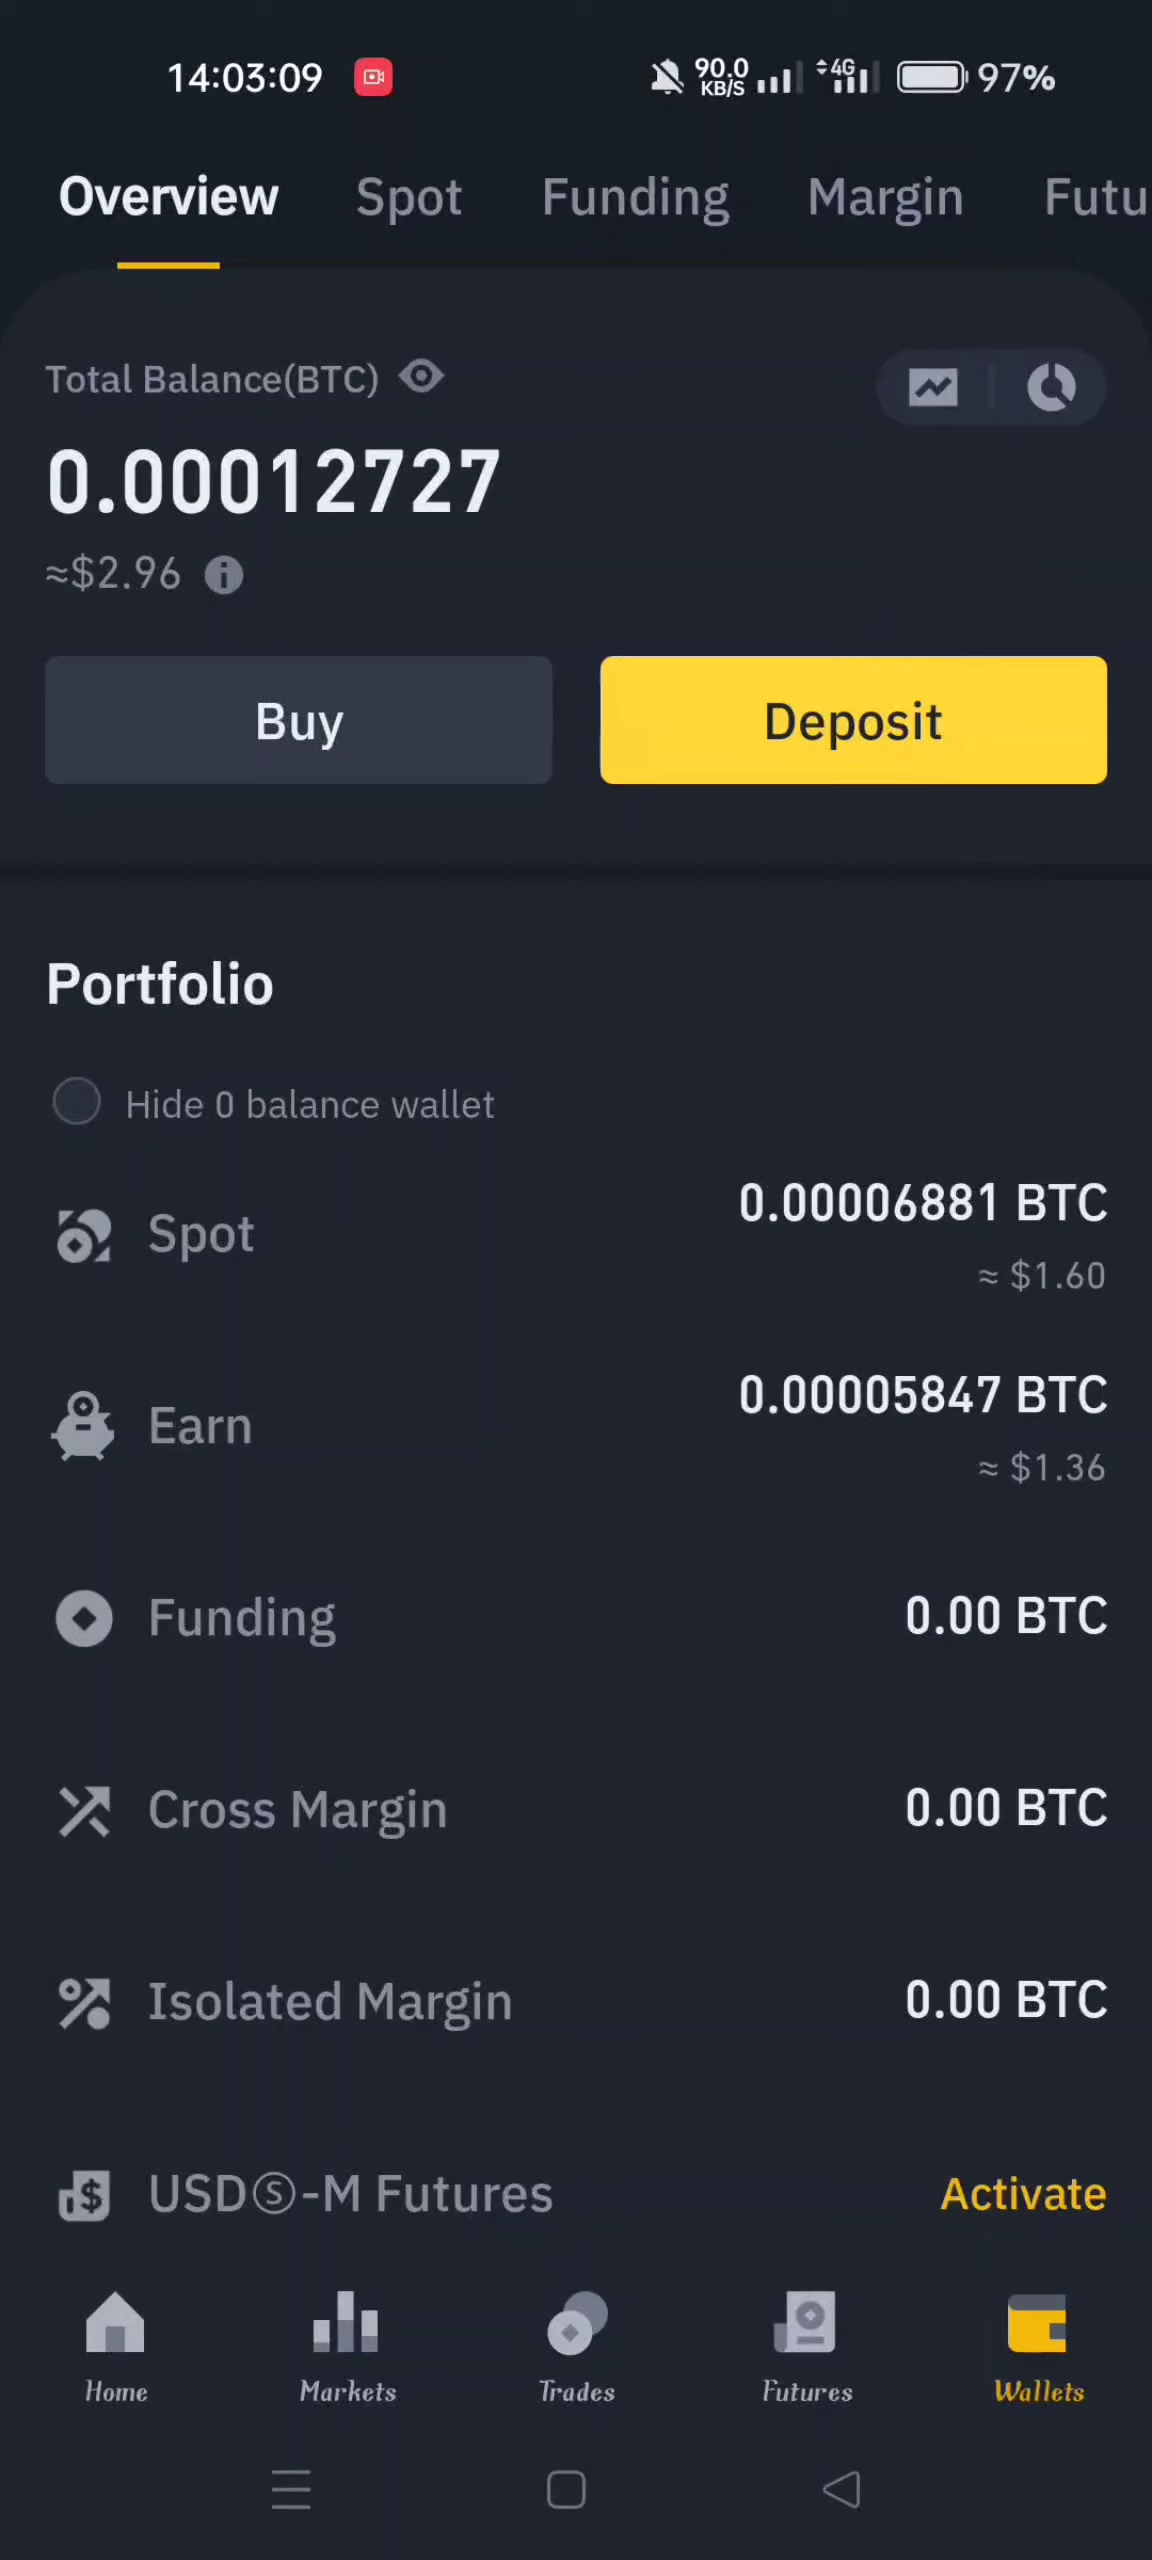 14:03:09 90.0 KB/S 4G 97%
Overview Spot Funding Margin Futu
Total Balance(BTC)
0.00012727
≈$2.96
Buy Deposit
Portfolio
Hide 0 balance wallet
Spot 0.00006881 BTC
≈ $1.60
Earn 0.00005847 BTC
≈ $1.36
Funding 0.00 BTC
Cross Margin 0.00 BTC
Isolated Margin 0.00 BTC
USDⓈ-M Futures Activate
Home Markets Trades Futures Wallets